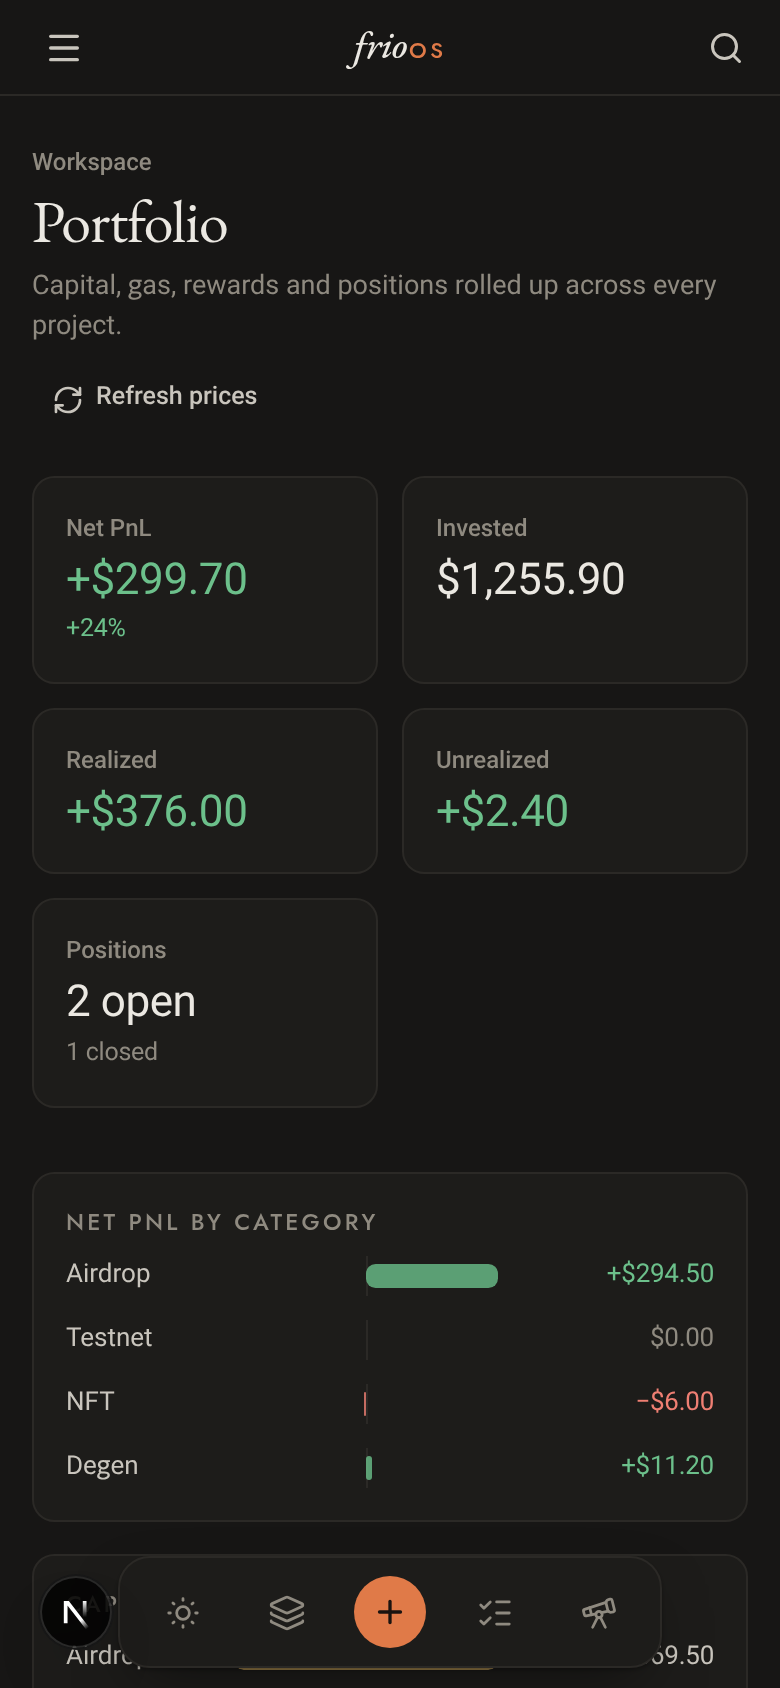 frioos
Workspace
Portfolio
Capital, gas, rewards and positions rolled up across every
project.
Refresh prices
Net PnL
+$299.70
+24%
Invested
$1,255.90
Realized
+$376.00
Unrealized
+$2.40
Positions
2 open
1 closed
NET PNL BY CATEGORY
Airdrop +$294.50
Testnet $0.00
NFT −$6.00
Degen +$11.20
N